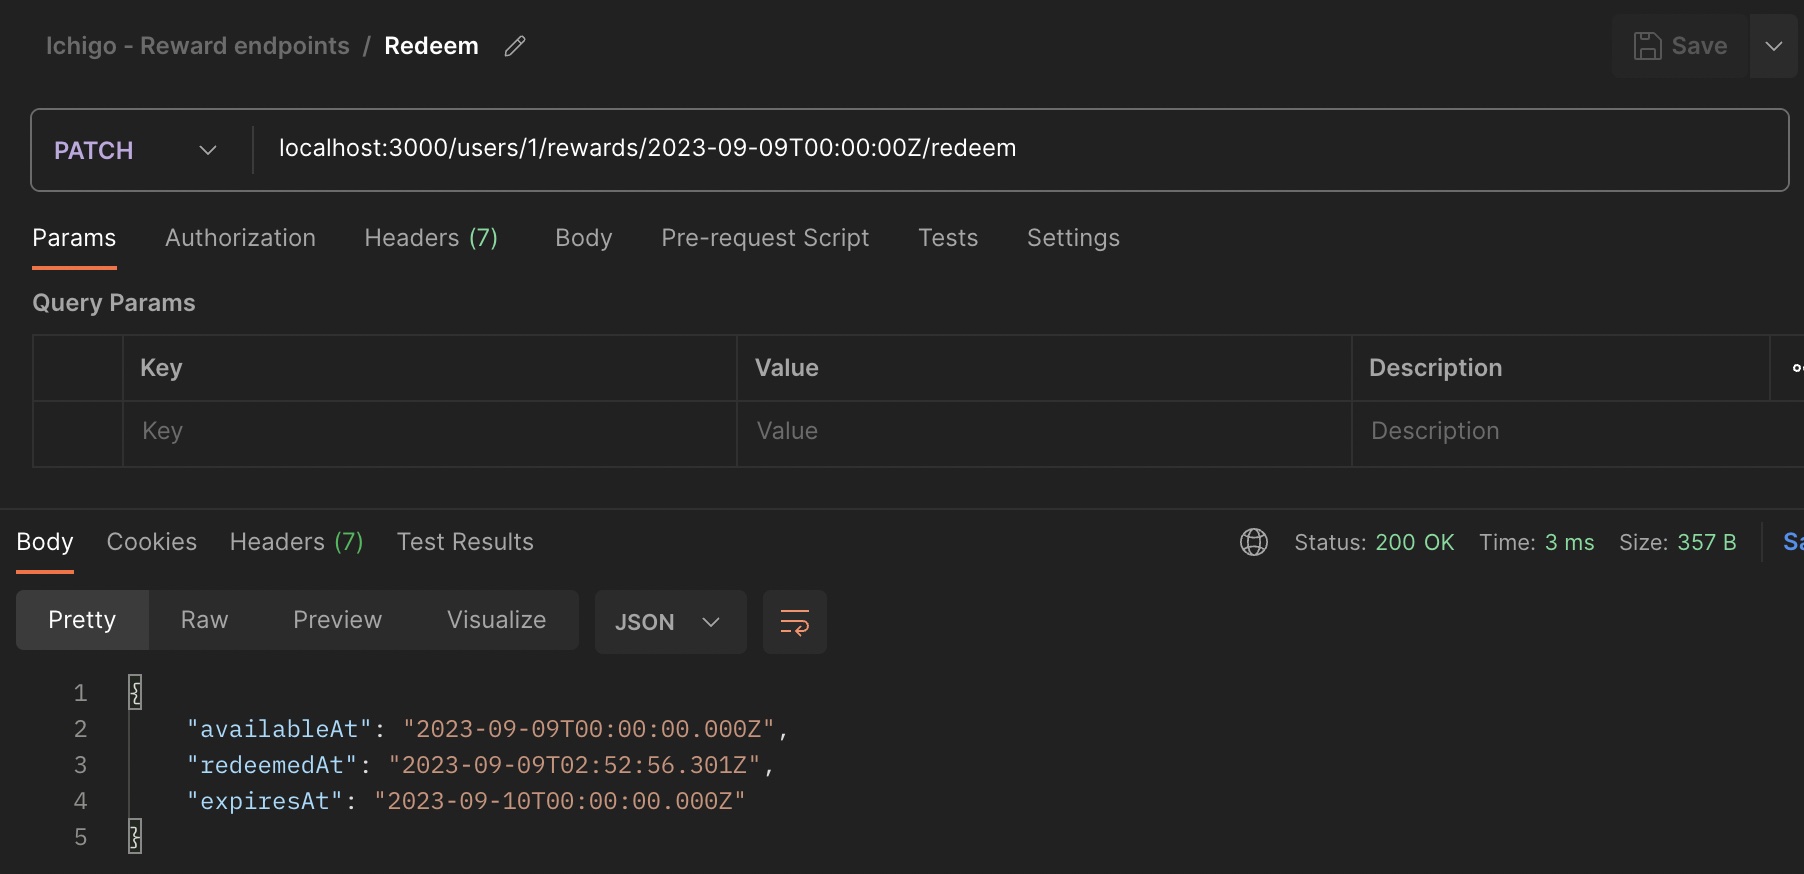 Ichigo - Reward endpoints / Redeem
Save
PATCH
localhost:3000/users/1/rewards/2023-09-09T00:00:00Z/redeem
Params Authorization Headers (7) Body Pre-request Script Tests Settings
Query Params
Key Value Description
Key Value Description
Body Cookies Headers (7) Test Results
Status: 200 OK Time: 3 ms Size: 357 B Sa
Pretty Raw Preview Visualize JSON
1 {
2 "availableAt": "2023-09-09T00:00:00.000Z",
3 "redeemedAt": "2023-09-09T02:52:56.301Z",
4 "expiresAt": "2023-09-10T00:00:00.000Z"
5 }